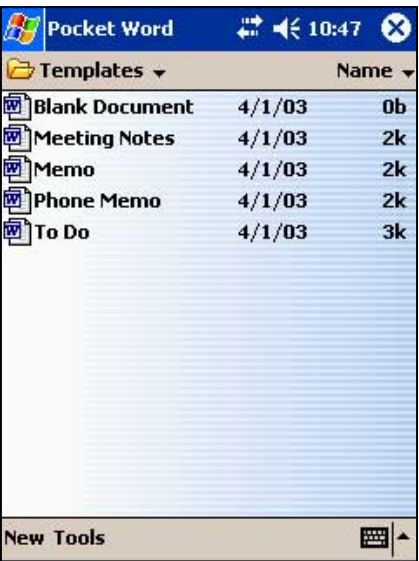 Pocket Word 10:47
Templates Name
Blank Document 4/1/03 0b
Meeting Notes 4/1/03 2k
Memo 4/1/03 2k
Phone Memo 4/1/03 2k
To Do 4/1/03 3k
New Tools